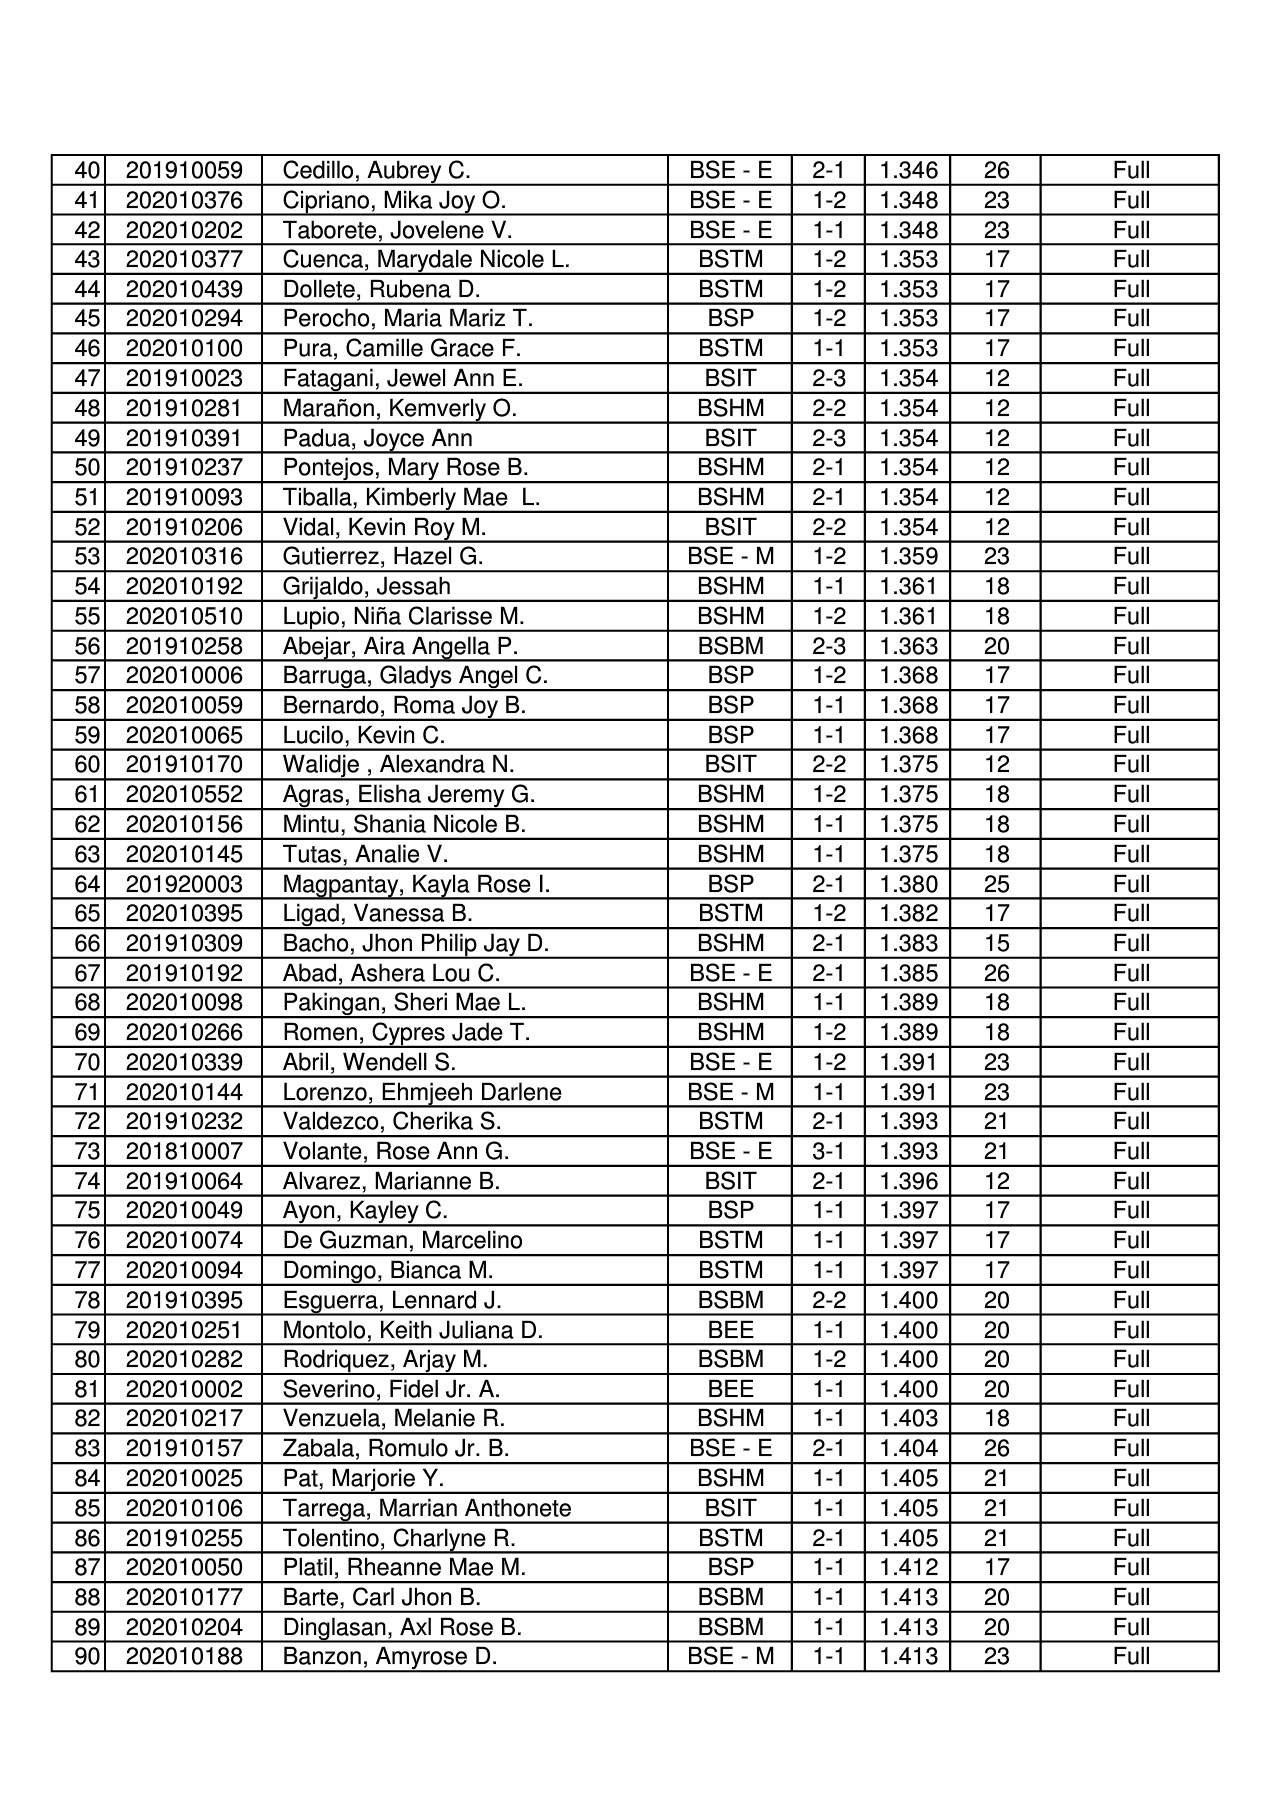 40 201910059 Cedillo, Aubrey C. BSE - E 2-1 1.346 26 Full
41 202010376 Cipriano, Mika Joy O. BSE - E 1-2 1.348 23 Full
42 202010202 Taborete, Jovelene V. BSE - E 1-1 1.348 23 Full
43 202010377 Cuenca, Marydale Nicole L. BSTM 1-2 1.353 17 Full
44 202010439 Dollete, Rubena D. BSTM 1-2 1.353 17 Full
45 202010294 Perocho, Maria Mariz T. BSP 1-2 1.353 17 Full
46 202010100 Pura, Camille Grace F. BSTM 1-1 1.353 17 Full
47 201910023 Fatagani, Jewel Ann E. BSIT 2-3 1.354 12 Full
48 201910281 Marañon, Kemverly O. BSHM 2-2 1.354 12 Full
49 201910391 Padua, Joyce Ann BSIT 2-3 1.354 12 Full
50 201910237 Pontejos, Mary Rose B. BSHM 2-1 1.354 12 Full
51 201910093 Tiballa, Kimberly Mae  L. BSHM 2-1 1.354 12 Full
52 201910206 Vidal, Kevin Roy M. BSIT 2-2 1.354 12 Full
53 202010316 Gutierrez, Hazel G. BSE - M 1-2 1.359 23 Full
54 202010192 Grijaldo, Jessah BSHM 1-1 1.361 18 Full
55 202010510 Lupio, Niña Clarisse M. BSHM 1-2 1.361 18 Full
56 201910258 Abejar, Aira Angella P. BSBM 2-3 1.363 20 Full
57 202010006 Barruga, Gladys Angel C. BSP 1-2 1.368 17 Full
58 202010059 Bernardo, Roma Joy B. BSP 1-1 1.368 17 Full
59 202010065 Lucilo, Kevin C. BSP 1-1 1.368 17 Full
60 201910170 Walidje , Alexandra N. BSIT 2-2 1.375 12 Full
61 202010552 Agras, Elisha Jeremy G. BSHM 1-2 1.375 18 Full
62 202010156 Mintu, Shania Nicole B. BSHM 1-1 1.375 18 Full
63 202010145 Tutas, Analie V. BSHM 1-1 1.375 18 Full
64 201920003 Magpantay, Kayla Rose I. BSP 2-1 1.380 25 Full
65 202010395 Ligad, Vanessa B. BSTM 1-2 1.382 17 Full
66 201910309 Bacho, Jhon Philip Jay D. BSHM 2-1 1.383 15 Full
67 201910192 Abad, Ashera Lou C. BSE - E 2-1 1.385 26 Full
68 202010098 Pakingan, Sheri Mae L. BSHM 1-1 1.389 18 Full
69 202010266 Romen, Cypres Jade T. BSHM 1-2 1.389 18 Full
70 202010339 Abril, Wendell S. BSE - E 1-2 1.391 23 Full
71 202010144 Lorenzo, Ehmjeeh Darlene BSE - M 1-1 1.391 23 Full
72 201910232 Valdezco, Cherika S. BSTM 2-1 1.393 21 Full
73 201810007 Volante, Rose Ann G. BSE - E 3-1 1.393 21 Full
74 201910064 Alvarez, Marianne B. BSIT 2-1 1.396 12 Full
75 202010049 Ayon, Kayley C. BSP 1-1 1.397 17 Full
76 202010074 De Guzman, Marcelino BSTM 1-1 1.397 17 Full
77 202010094 Domingo, Bianca M. BSTM 1-1 1.397 17 Full
78 201910395 Esguerra, Lennard J. BSBM 2-2 1.400 20 Full
79 202010251 Montolo, Keith Juliana D. BEE 1-1 1.400 20 Full
80 202010282 Rodriquez, Arjay M. BSBM 1-2 1.400 20 Full
81 202010002 Severino, Fidel Jr. A. BEE 1-1 1.400 20 Full
82 202010217 Venzuela, Melanie R. BSHM 1-1 1.403 18 Full
83 201910157 Zabala, Romulo Jr. B. BSE - E 2-1 1.404 26 Full
84 202010025 Pat, Marjorie Y. BSHM 1-1 1.405 21 Full
85 202010106 Tarrega, Marrian Anthonete BSIT 1-1 1.405 21 Full
86 201910255 Tolentino, Charlyne R. BSTM 2-1 1.405 21 Full
87 202010050 Platil, Rheanne Mae M. BSP 1-1 1.412 17 Full
88 202010177 Barte, Carl Jhon B. BSBM 1-1 1.413 20 Full
89 202010204 Dinglasan, Axl Rose B. BSBM 1-1 1.413 20 Full
90 202010188 Banzon, Amyrose D. BSE - M 1-1 1.413 23 Full